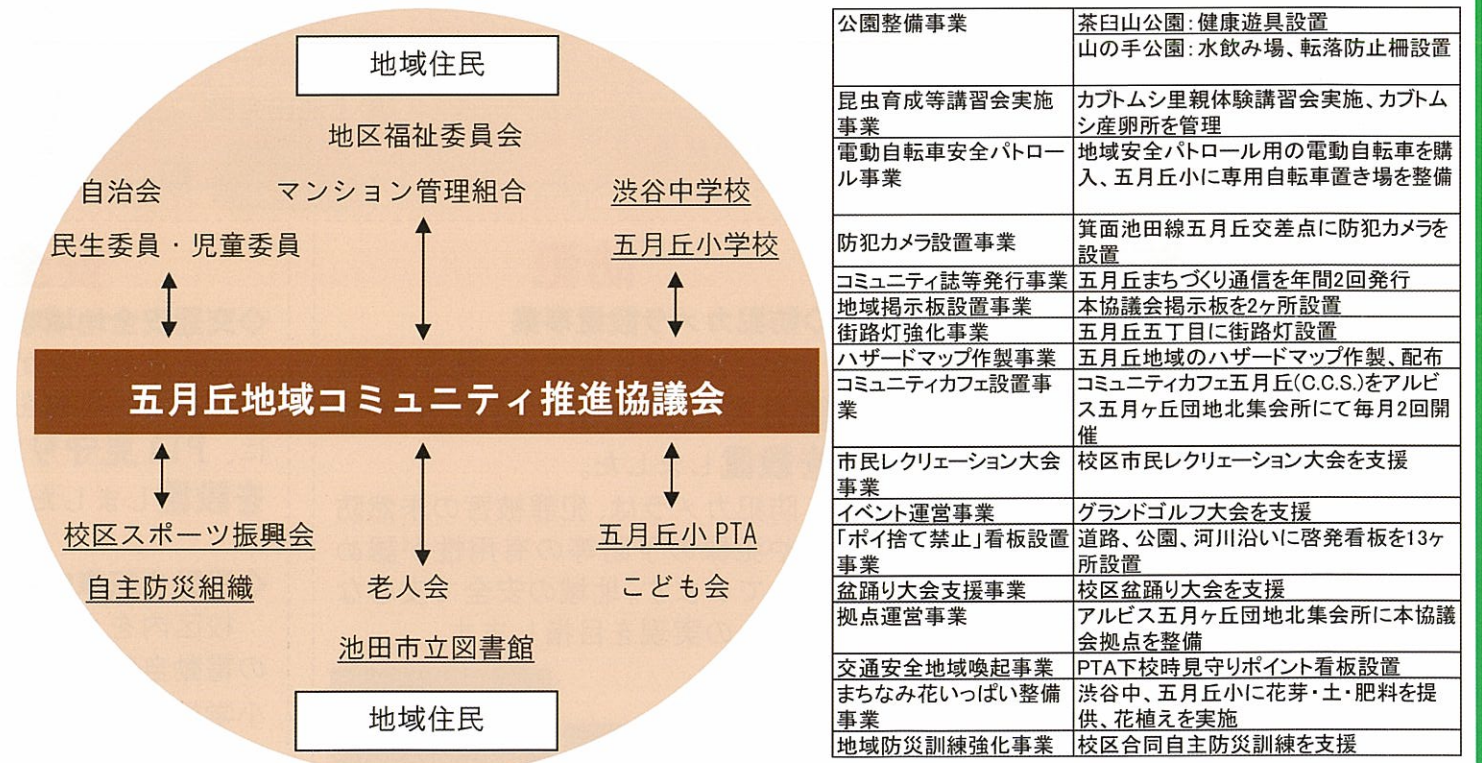 地域住民
地区福祉委員会
自治会
マンション管理組合
渋谷中学校
民生委員・児童委員
五月丘小学校
五月丘地域コミュニティ推進協議会
校区スポーツ振興会
五月丘小 PTA
自主防災組織
老人会
こども会
池田市立図書館
地域住民
公園整備事業
茶臼山公園:健康遊具設置
山の手公園:水飲み場、転落防止柵設置
昆虫育成等講習会実施
事業
カブトムシ里親体験講習会実施、カブトム
シ産卵所を管理
電動自転車安全パトロー
ル事業
地域安全パトロール用の電動自転車を購
入、五月丘小に専用自転車置き場を整備
防犯カメラ設置事業
箕面池田線五月丘交差点に防犯カメラを
設置
コミュニティ誌等発行事業
五月丘まちづくり通信を年間2回発行
地域掲示板設置事業
本協議会掲示板を2ヶ所設置
街路灯強化事業
五月丘五丁目に街路灯設置
ハザードマップ作製事業
五月丘地域のハザードマップ作製、配布
コミュニティカフェ設置事
業
コミュニティカフェ五月丘(C.C.S.)をアルビ
ス五月ヶ丘団地北集会所にて毎月2回開
催
市民レクリェーション大会
事業
校区市民レクリェーション大会を支援
イベント運営事業
グランドゴルフ大会を支援
「ポイ捨て禁止」看板設置
事業
道路、公園、河川沿いに啓発看板を13ヶ
所設置
盆踊り大会支援事業
校区盆踊り大会を支援
拠点運営事業
アルビス五月ヶ丘団地北集会所に本協議
会拠点を整備
交通安全地域喚起事業
PTA下校時見守りポイント看板設置
まちなみ花いっぱい整備
事業
渋谷中、五月丘小に花芽・土・肥料を提
供、花植えを実施
地域防災訓練強化事業
校区合同自主防災訓練を支援